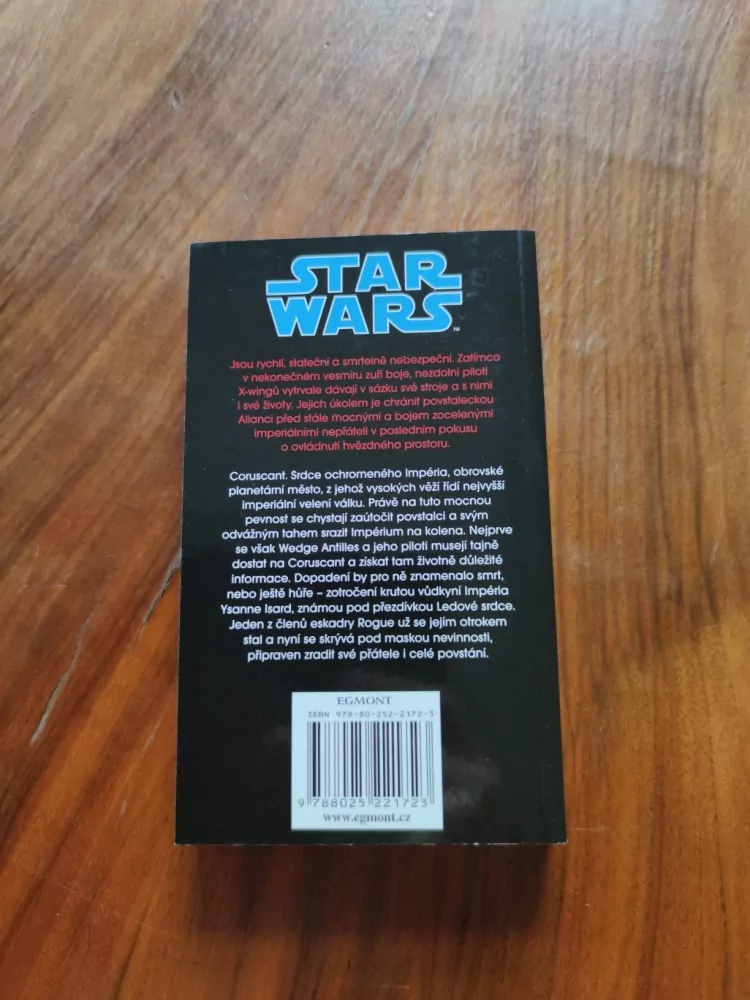 STAR
WARS™
Jsou rychlí, stateční a smrtelně nebezpeční. Zatímco
v nekonečném vesmíru zuří boje, nezdolní piloti
X-wingů vytrvale dávají v sázku své stroje a s nimi
i své životy. Jejich úkolem je chránit povstaleckou
Alianci před stále mocnými a bojem zocelenými
imperiálními nepřáteli v posledním pokusu
o ovládnutí hvězdného prostoru.
Coruscant. Srdce ochromeného Impéria, obrovské
planetární město, z jehož vysokých věží řídí nejvyšší
imperiální velení válku. Právě na tuto mocnou
pevnost se chystají zaútočit povstalci a svým
odvážným tahem srazit Impérium na kolena. Nejprve
se však Wedge Antilles a jeho piloti musejí tajně
dostat na Coruscant a získat tam životně důležité
informace. Dopadení by pro ně znamenalo smrt,
nebo ještě hůře – zotročení krutou vůdkyní Impéria
Ysanne Isard, známou pod přezdívkou Ledové srdce.
Jeden z členů eskadry Rogue už se jejím otrokem
stal a nyní se skrývá pod maskou nevinnosti,
připraven zradit své přátele i celé povstání.
EGMONT
ISBN 978-80-252-2172-3
9 788025 221723
www.egmont.cz